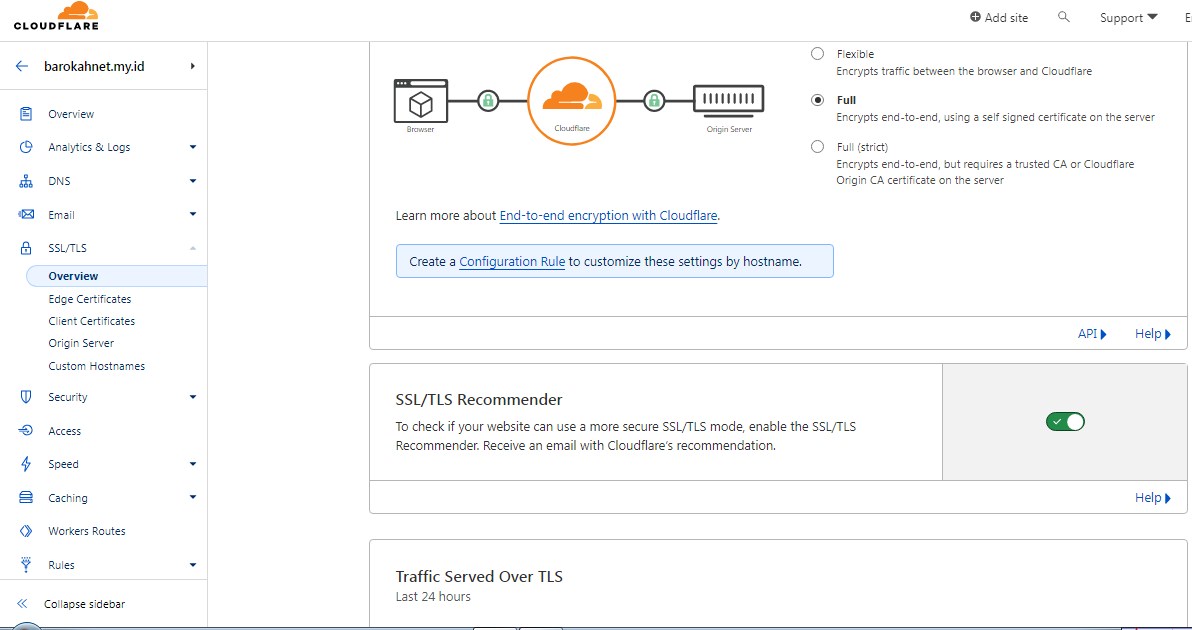 CLOUDFLARE
Add site
Support
barokahnet.my.id
Overview
Analytics & Logs
DNS
Email
SSL/TLS
Overview
Edge Certificates
Client Certificates
Origin Server
Custom Hostnames
Security
Access
Speed
Caching
Workers Routes
Rules
Collapse sidebar
Browser
Cloudflare
Origin Server
Flexible
Encrypts traffic between the browser and Cloudflare
Full
Encrypts end-to-end, using a self signed certificate on the server
Full (strict)
Encrypts end-to-end, but requires a trusted CA or Cloudflare
Origin CA certificate on the server
Learn more about End-to-end encryption with Cloudflare.
Create a Configuration Rule to customize these settings by hostname.
API
Help
SSL/TLS Recommender
To check if your website can use a more secure SSL/TLS mode, enable the SSL/TLS
Recommender. Receive an email with Cloudflare's recommendation.
Help
Traffic Served Over TLS
Last 24 hours